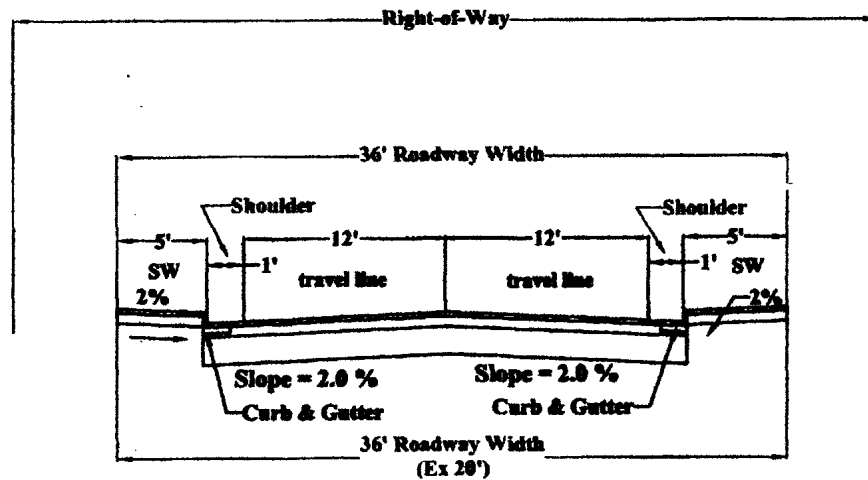 Right-of-Way
36' Roadway Width
Shoulder
Shoulder
5'
12'
12'
5'
1'
1'
SW
travel line
travel line
SW
2%
2%
Slope = 2.0 %
Slope = 2.0 %
Curb & Gutter
Curb & Gutter
36' Roadway Width
(Ex 20')